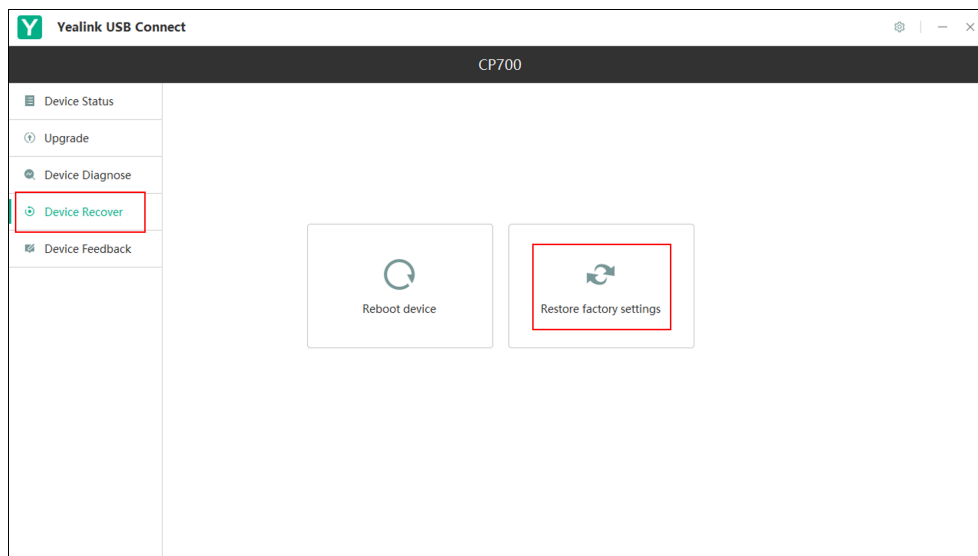 Y Yealink USB Connect
CP700
Device Status
Upgrade
Device Diagnose
Device Recover
Device Feedback
Reboot device
Restore factory settings